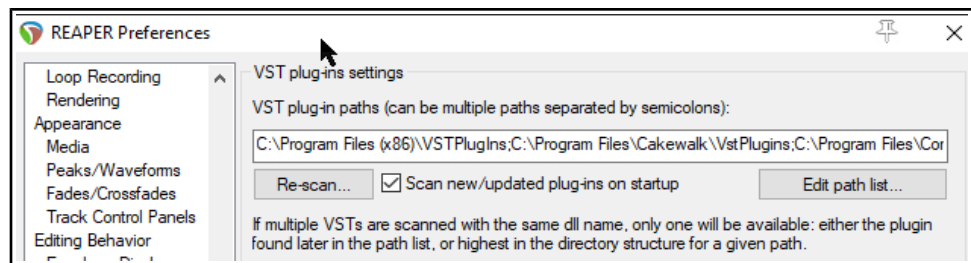 REAPER Preferences
Loop Recording
Rendering
Appearance
Media
Peaks/Waveforms
Fades/Crossfades
Track Control Panels
Editing Behavior
VST plug-ins settings
VST plug-in paths (can be multiple paths separated by semicolons):
C:\Program Files (x86)\VSTPlugIns;C:\Program Files\Cakewalk\VstPlugins;C:\Program Files\Cor
Re-scan... Scan new/updated plug-ins on startup Edit path list...
If multiple VSTs are scanned with the same dll name, only one will be available: either the plugin
found later in the path list, or highest in the directory structure for a given path.